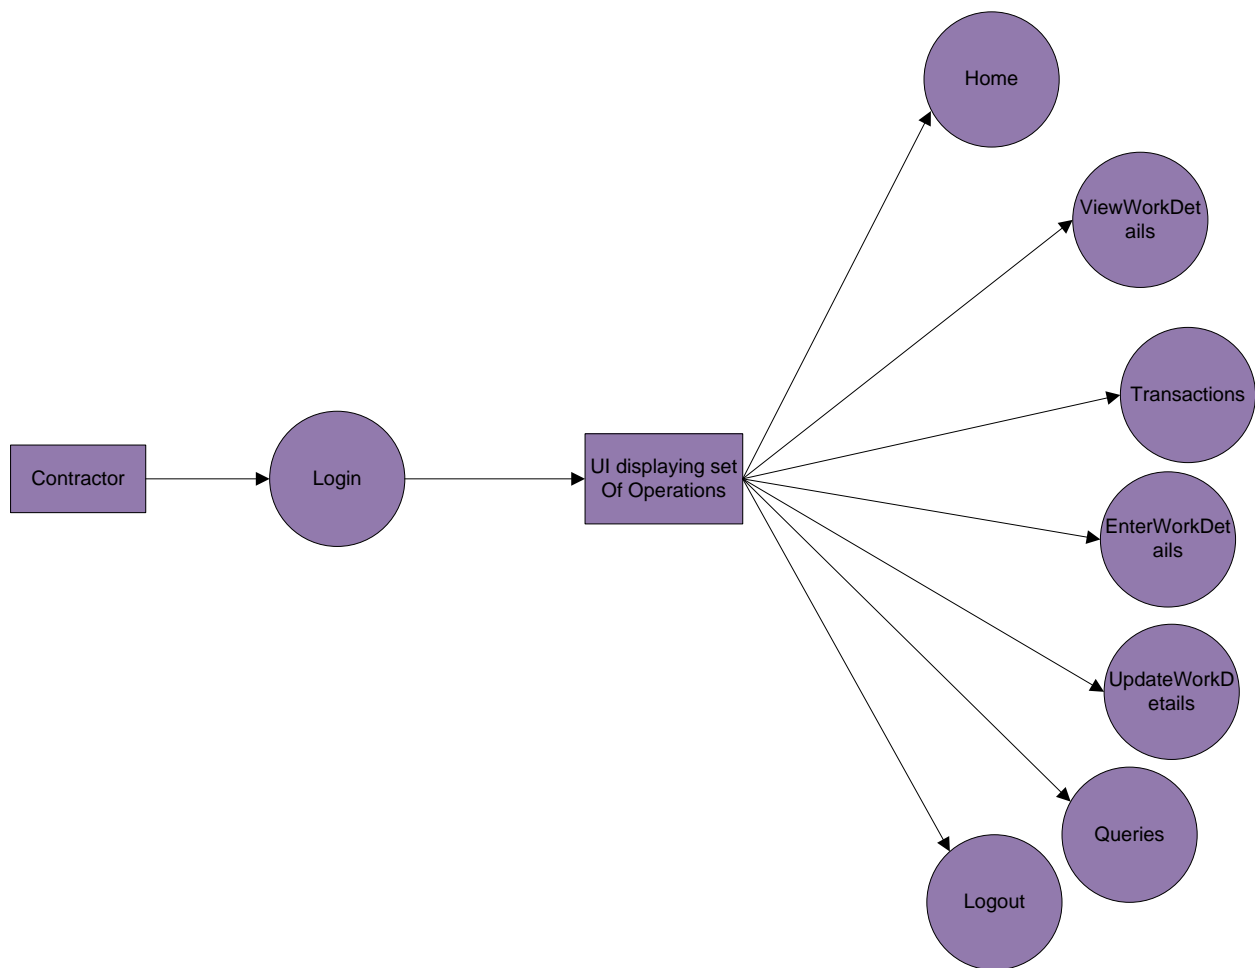 Home
ViewWorkDet
ails
Transactions
Contractor
Login
UI displaying set
Of Operations
EnterWorkDet
ails
UpdateWorkD
etails
Queries
Logout